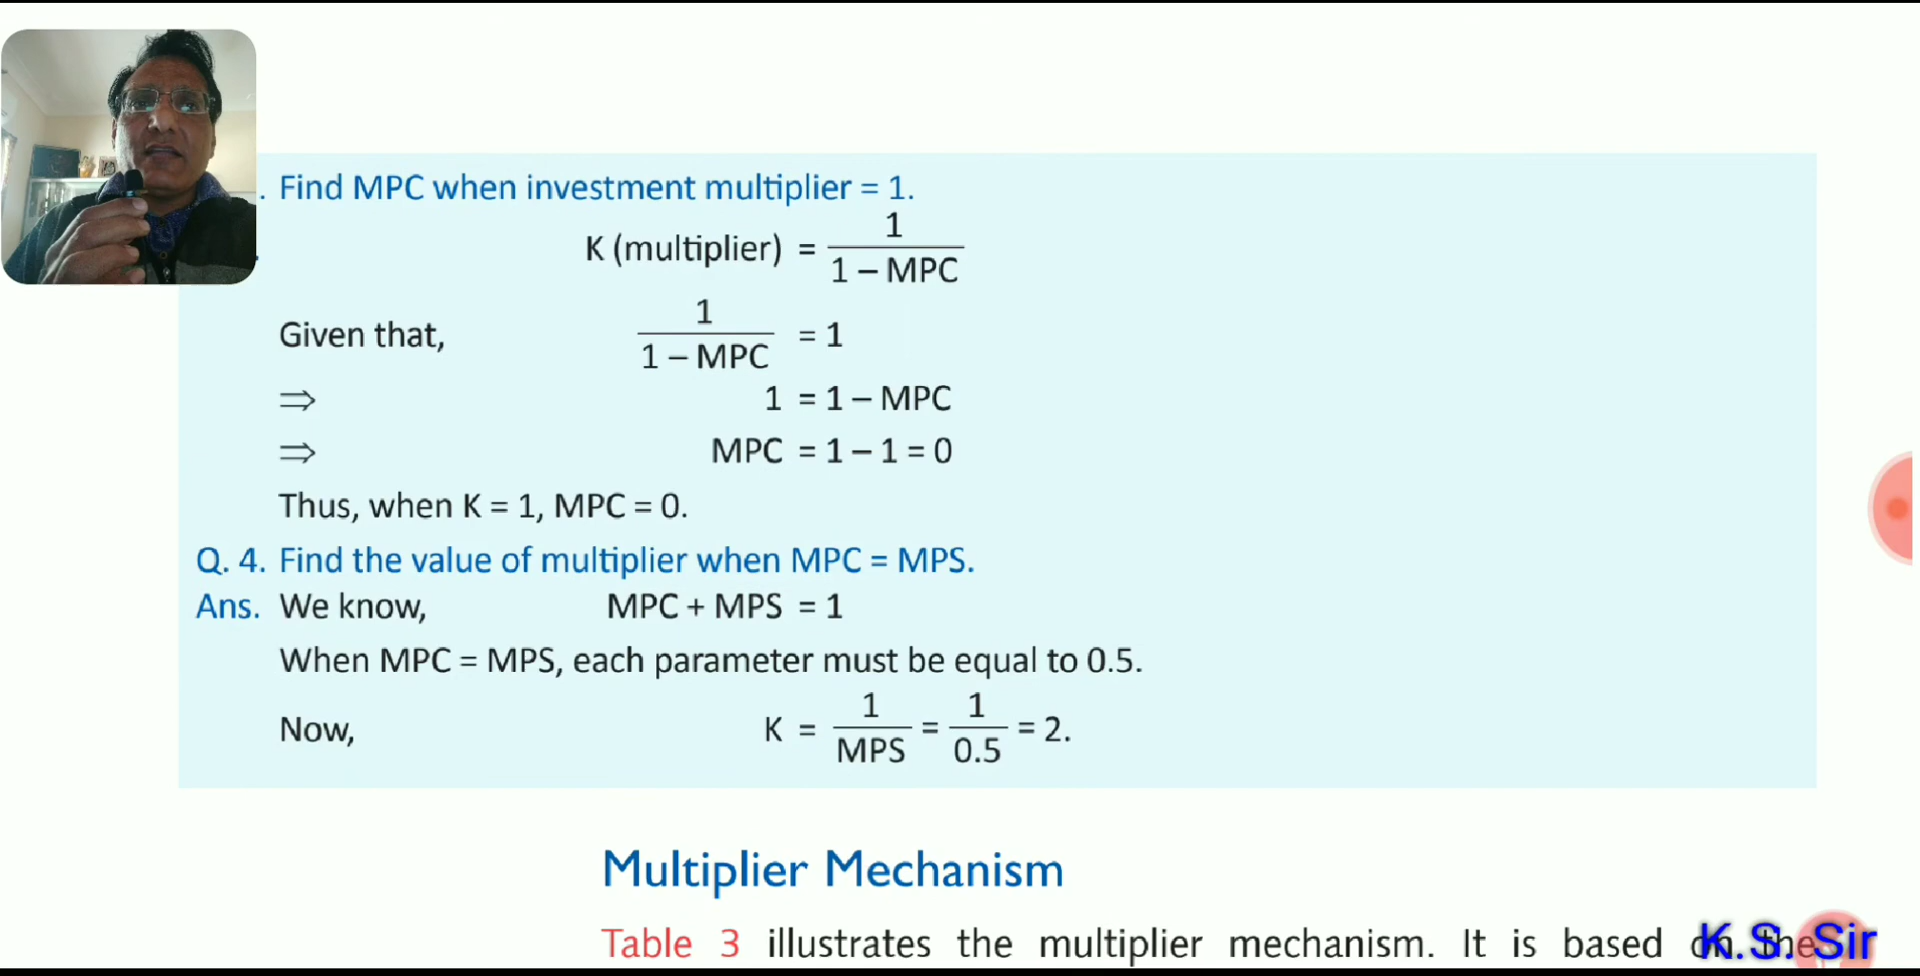 . Find MPC when investment multiplier = 1.
K (multiplier) = 1 / (1 – MPC)
Given that, 1 / (1 – MPC) = 1
⇒ 1 = 1 – MPC
⇒ MPC = 1 – 1 = 0
Thus, when K = 1, MPC = 0.
Q. 4. Find the value of multiplier when MPC = MPS.
Ans. We know, MPC + MPS = 1
When MPC = MPS, each parameter must be equal to 0.5.
Now, K = 1 / MPS = 1 / 0.5 = 2.
Multiplier Mechanism
Table 3 illustrates the multiplier mechanism. It is based on the
K.S. Sir